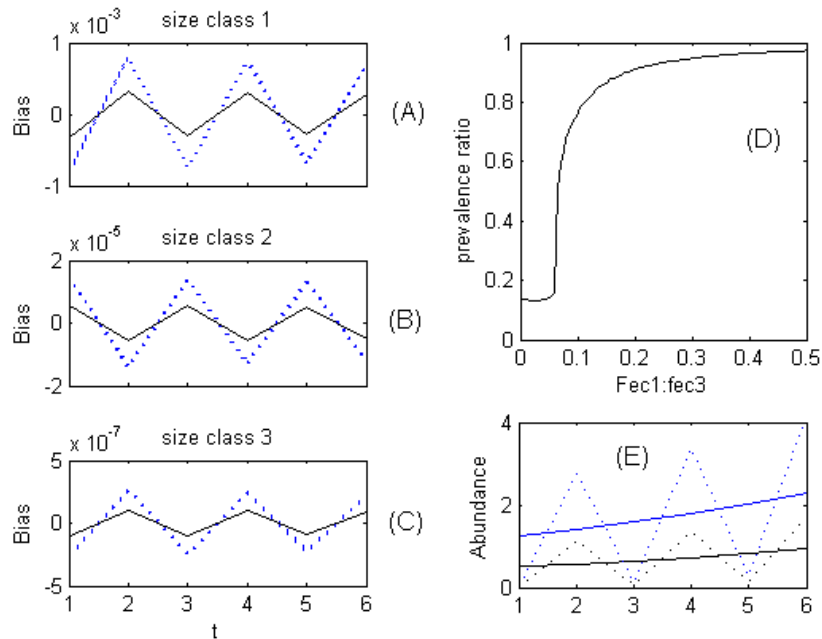 x 10^-3
size class 1
1
0
-1
Bias
(A)
x 10^-5
size class 2
2
0
-2
Bias
(B)
x 10^-7
size class 3
5
0
-5
Bias
(C)
1 2 3 4 5 6
t
1
0.8
0.6
0.4
0.2
0
prevalence ratio
(D)
0 0.1 0.2 0.3 0.4 0.5
Fec1:fec3
4
2
0
Abundance
(E)
1 2 3 4 5 6